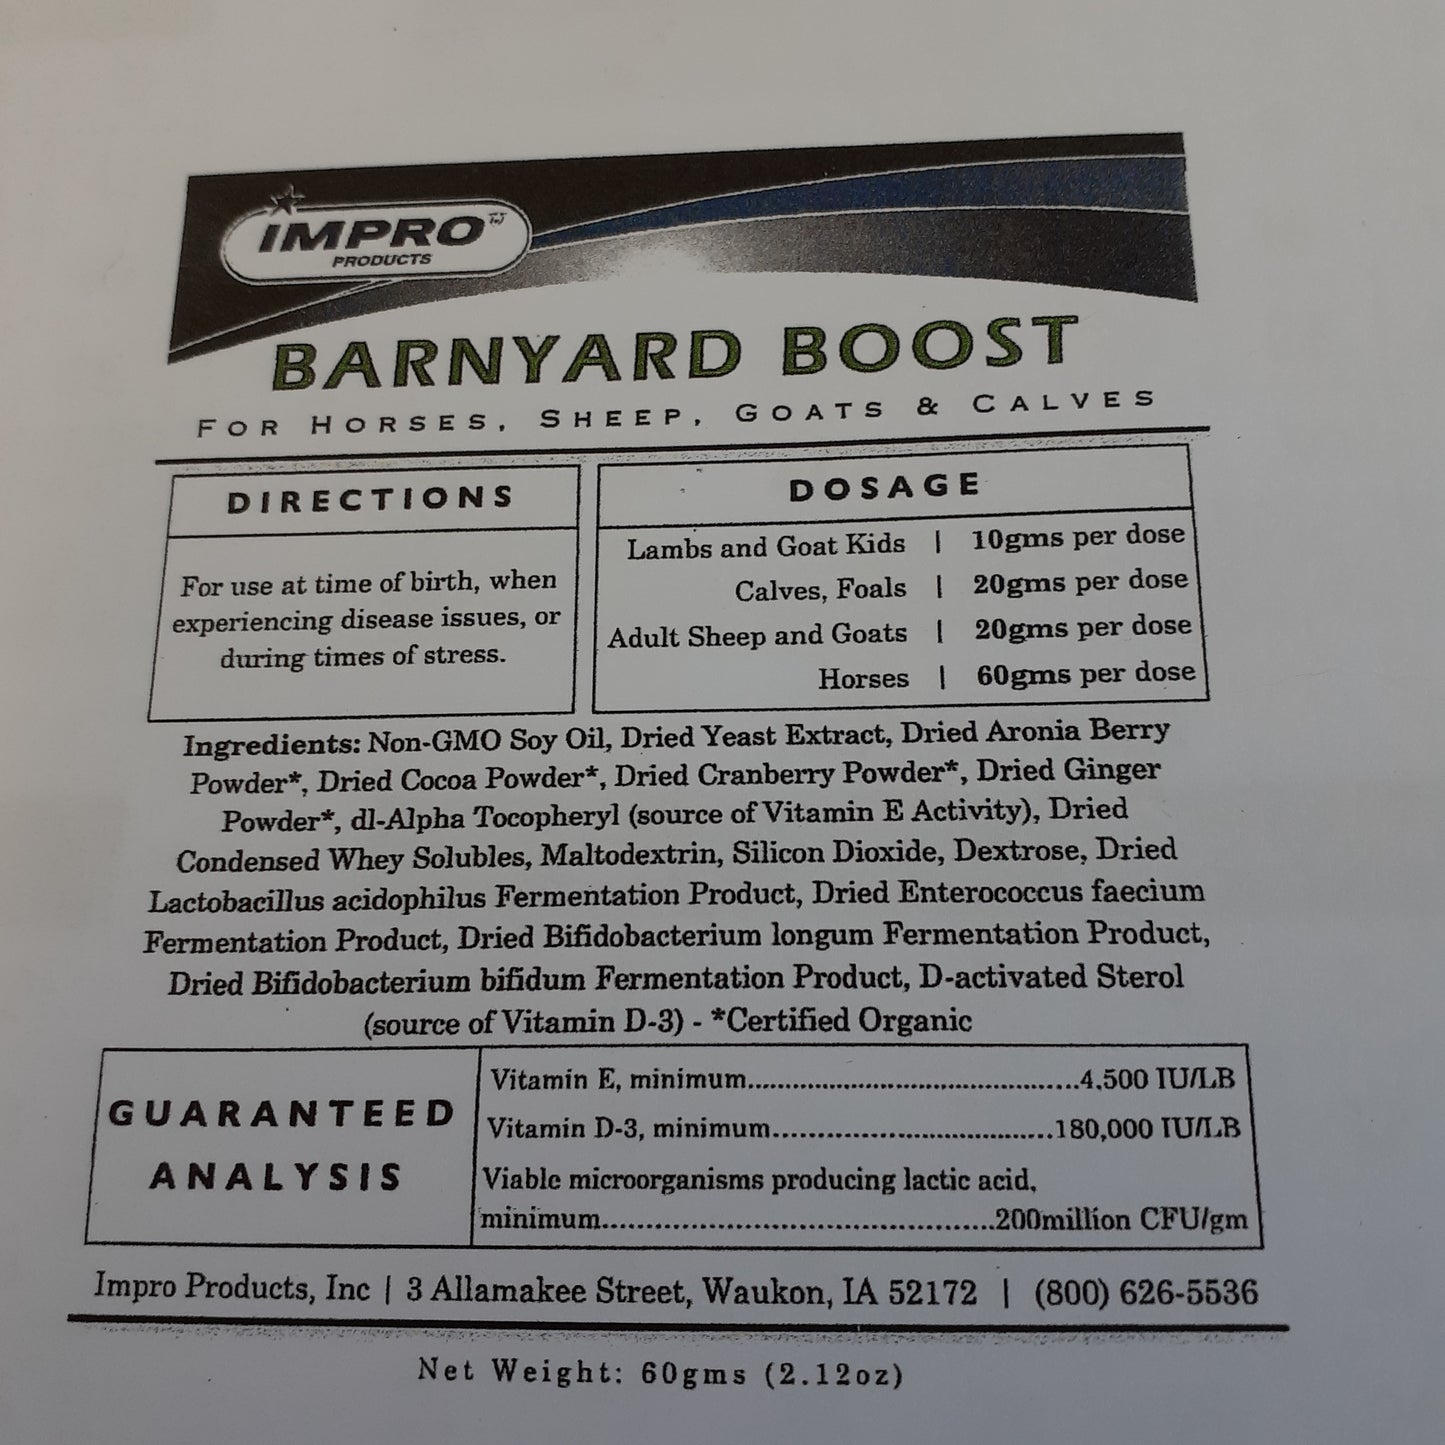 IMPRO™
PRODUCTS
BARNYARD BOOST
FOR HORSES, SHEEP, GOATS & CALVES
DIRECTIONS
For use at time of birth, when
experiencing disease issues, or
during times of stress.
DOSAGE
Lambs and Goat Kids | 10gms per dose
Calves, Foals | 20gms per dose
Adult Sheep and Goats | 20gms per dose
Horses | 60gms per dose
Ingredients: Non-GMO Soy Oil, Dried Yeast Extract, Dried Aronia Berry
Powder*, Dried Cocoa Powder*, Dried Cranberry Powder*, Dried Ginger
Powder*, dl-Alpha Tocopheryl (source of Vitamin E Activity), Dried
Condensed Whey Solubles, Maltodextrin, Silicon Dioxide, Dextrose, Dried
Lactobacillus acidophilus Fermentation Product, Dried Enterococcus faecium
Fermentation Product, Dried Bifidobacterium longum Fermentation Product,
Dried Bifidobacterium bifidum Fermentation Product, D-activated Sterol
(source of Vitamin D-3) - *Certified Organic
GUARANTEED
ANALYSIS
Vitamin E, minimum..........................................4,500 IU/LB
Vitamin D-3, minimum..................................180,000 IU/LB
Viable microorganisms producing lactic acid,
minimum.............................................200million CFU/gm
Impro Products, Inc | 3 Allamakee Street, Waukon, IA 52172 | (800) 626-5536
Net Weight: 60gms (2.12oz)